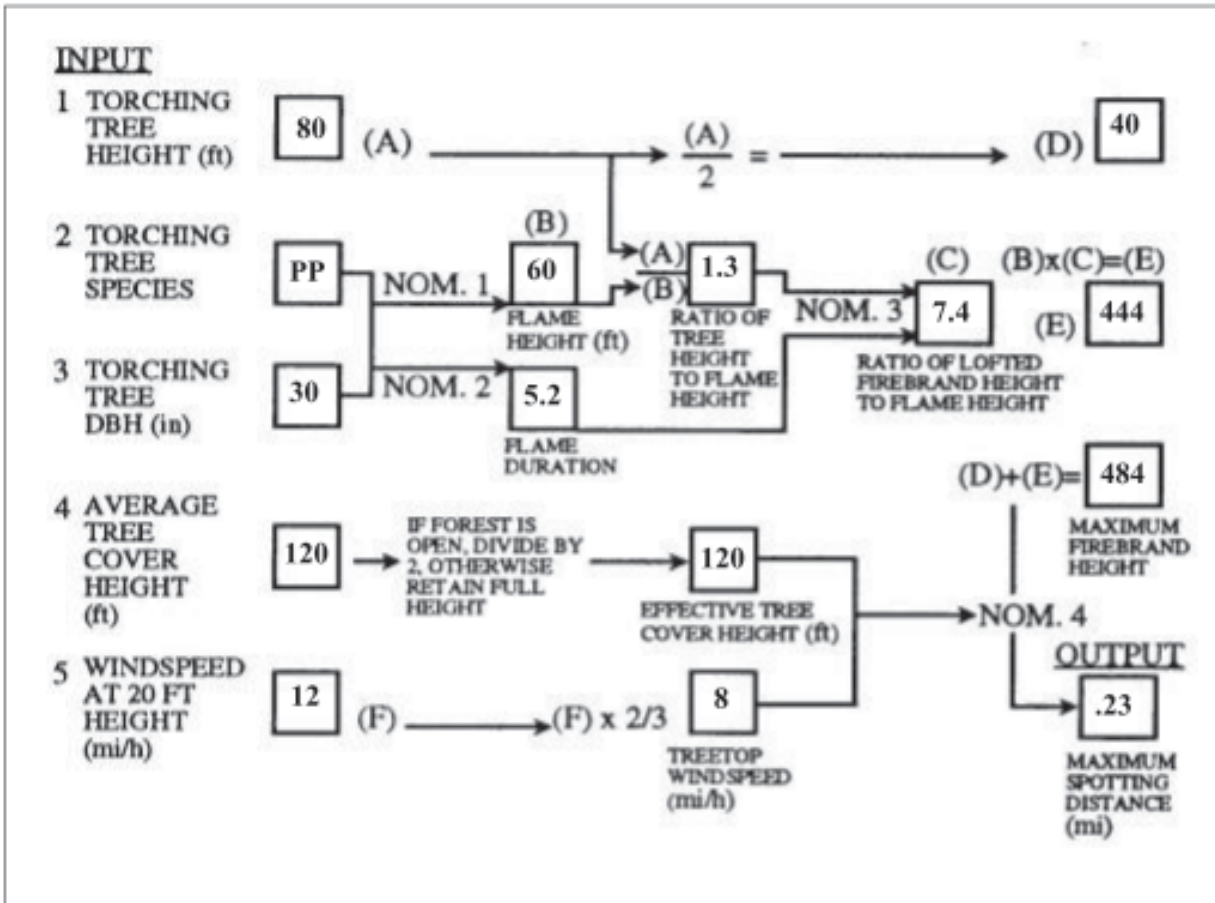 INPUT
1 TORCHING
TREE
HEIGHT (ft)
80
(A)
(A)
2
=
(D)
40
2 TORCHING
TREE
SPECIES
PP
NOM. 1
(B)
60
FLAME
HEIGHT (ft)
(A)
(B)
1.3
RATIO OF
TREE
HEIGHT
TO FLAME
HEIGHT
NOM. 3
(C)
7.4
RATIO OF LOFTED
FIREBRAND HEIGHT
TO FLAME HEIGHT
(B)x(C)=(E)
(E)
444
3 TORCHING
TREE
DBH (in)
30
NOM. 2
5.2
FLAME
DURATION
(D)+(E)=
484
MAXIMUM
FIREBRAND
HEIGHT
4 AVERAGE
TREE
COVER
HEIGHT
(ft)
120
IF FOREST IS
OPEN, DIVIDE BY
2, OTHERWISE
RETAIN FULL
HEIGHT
120
EFFECTIVE TREE
COVER HEIGHT (ft)
NOM. 4
5 WINDSPEED
AT 20 FT
HEIGHT
(mi/h)
12
(F)
(F) x 2/3
8
TREETOP
WINDSPEED
(mi/h)
OUTPUT
.23
MAXIMUM
SPOTTING
DISTANCE
(mi)